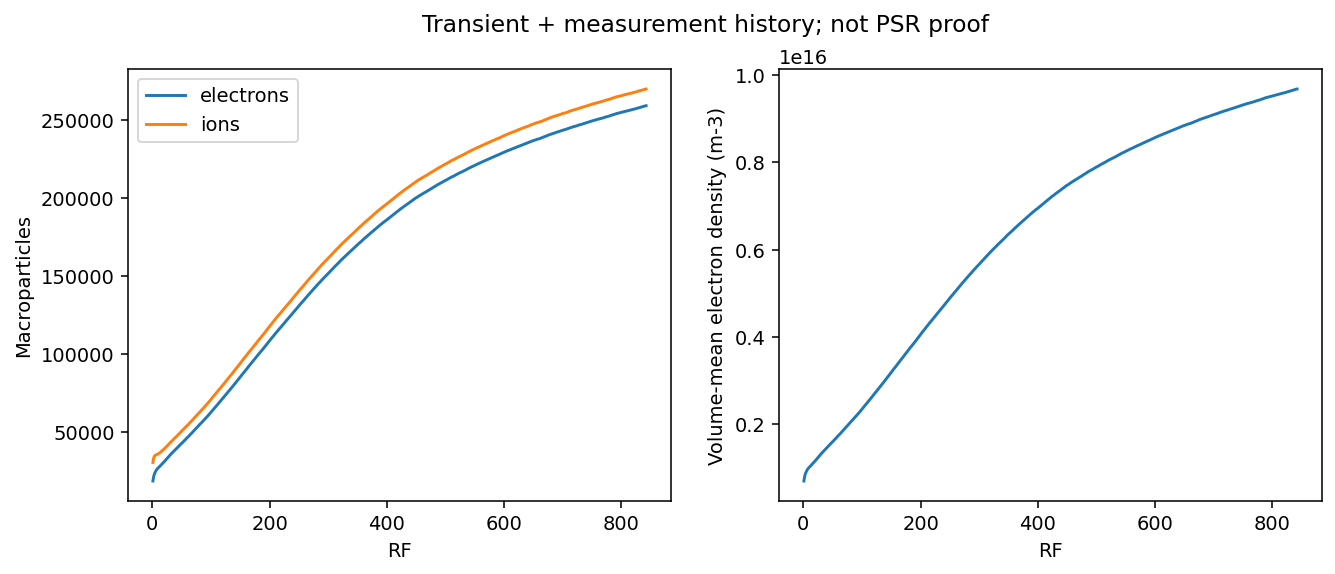 Transient + measurement history; not PSR proof
electrons
ions
Macroparticles
250000
200000
150000
100000
50000
0
200
400
600
800
RF
1e16
Volume-mean electron density (m-3)
1.0
0.8
0.6
0.4
0.2
0
200
400
600
800
RF